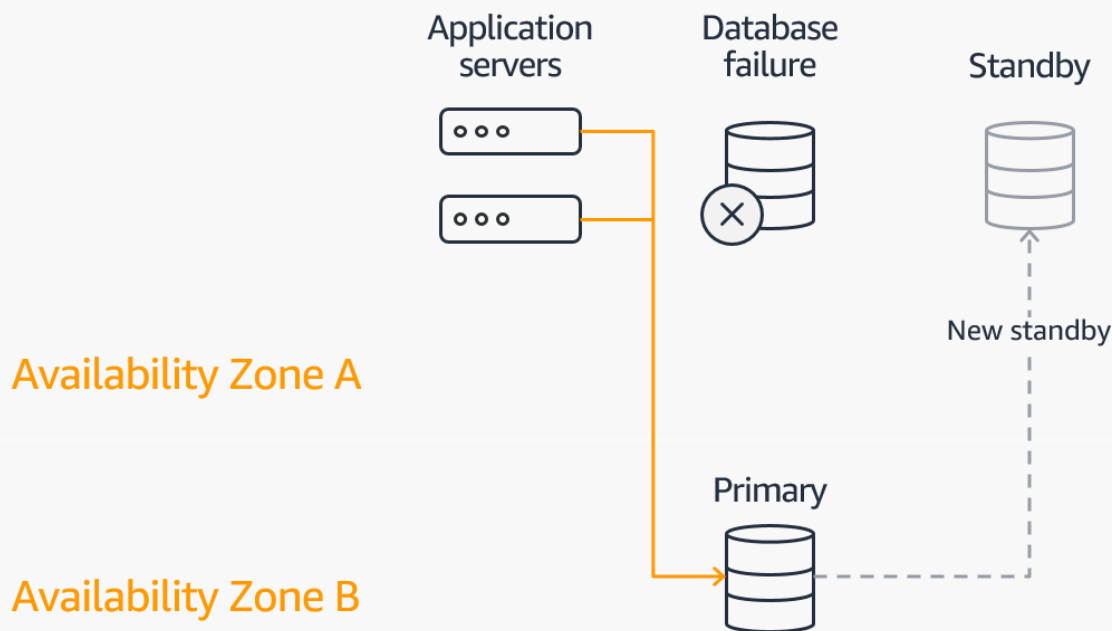 Application
servers
Database
failure
Standby
New standby
Availability Zone A
Primary
Availability Zone B